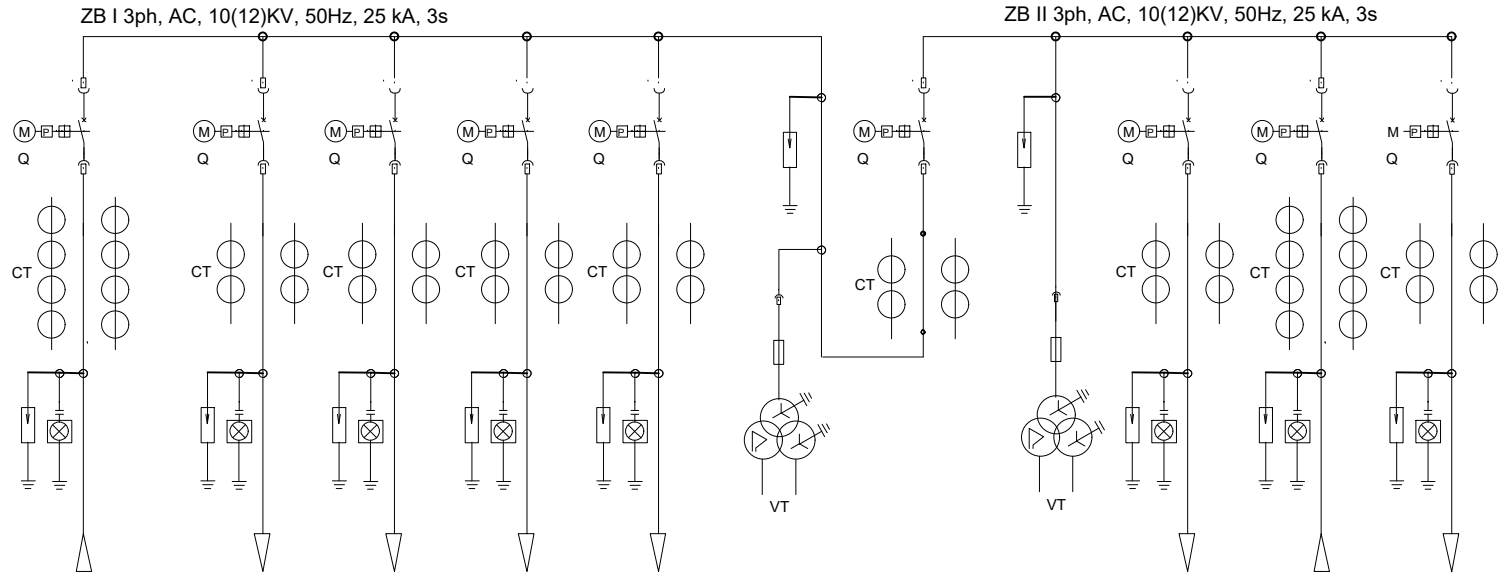 ZB I 3ph, AC, 10(12)KV, 50Hz, 25 kA, 3s
ZB II 3ph, AC, 10(12)KV, 50Hz, 25 kA, 3s
M P
M P
M P
M P
M P
M P
M P
M P
M P
Q
Q
Q
Q
Q
Q
Q
Q
Q
CT
CT
CT
CT
CT
CT
CT
CT
CT
VT
VT